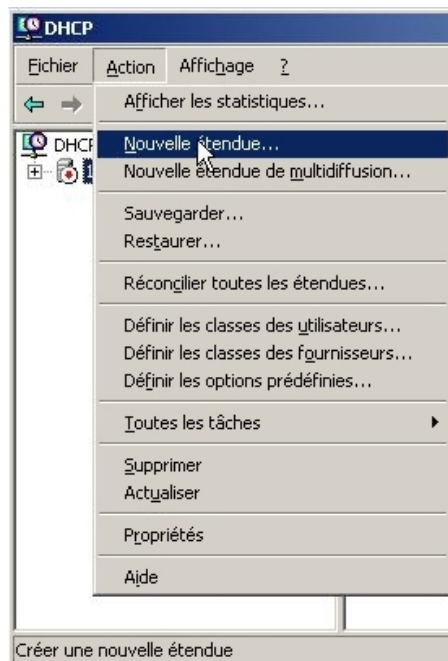 DHCP
Fichier Action Affichage ?
Afficher les statistiques...
DHCP
Nouvelle étendue...
Nouvelle étendue de multidiffusion...
Sauvegarder...
Restaurer...
Réconcilier toutes les étendues...
Définir les classes des utilisateurs...
Définir les classes des fournisseurs...
Définir les options prédéfinies...
Toutes les tâches
Supprimer
Actualiser
Propriétés
Aide
Créer une nouvelle étendue